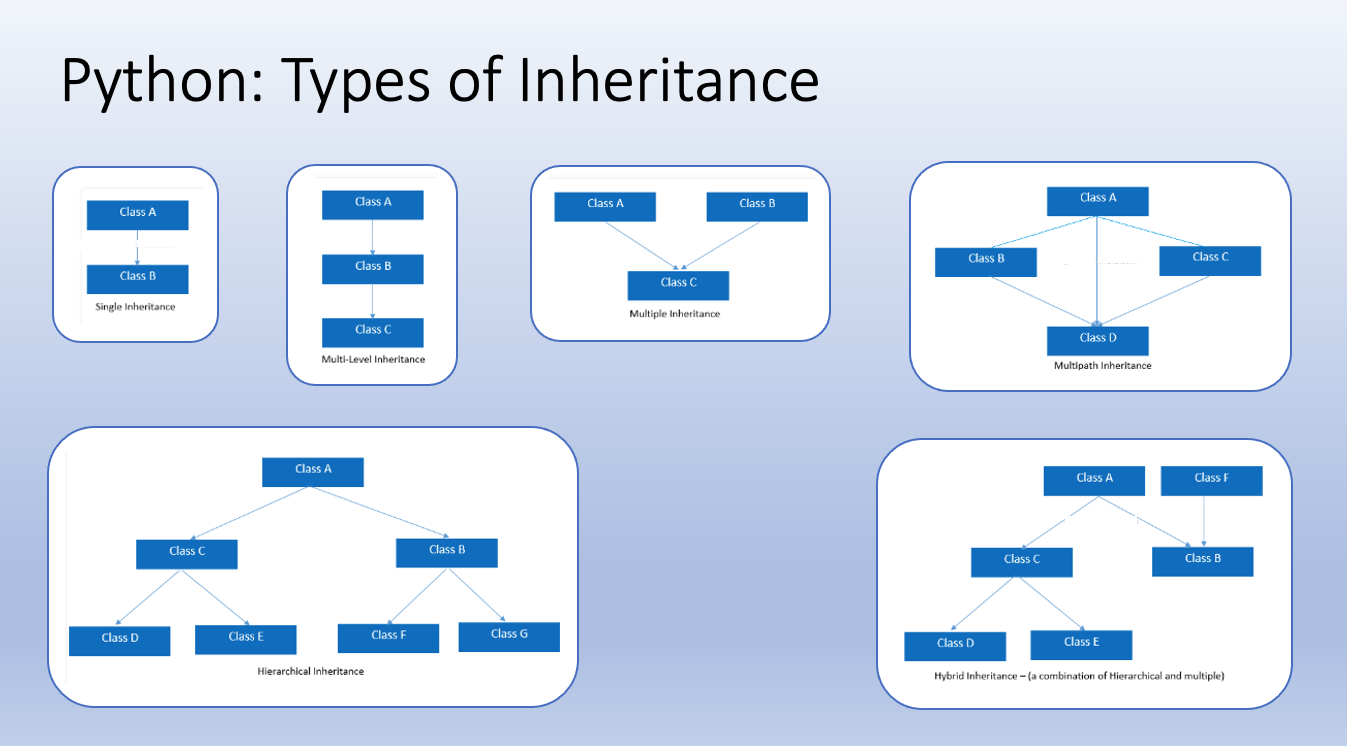 Python: Types of Inheritance
Class A
Class B
Single Inheritance
Class A
Class B
Class C
Multi-Level Inheritance
Class A
Class B
Class C
Multiple Inheritance
Class A
Class B
Class C
Class D
Multipath Inheritance
Class A
Class C
Class B
Class D
Class E
Class F
Class G
Hierarchical Inheritance
Class A
Class F
Class C
Class B
Class D
Class E
Hybrid Inheritance – (a combination of Hierarchical and multiple)